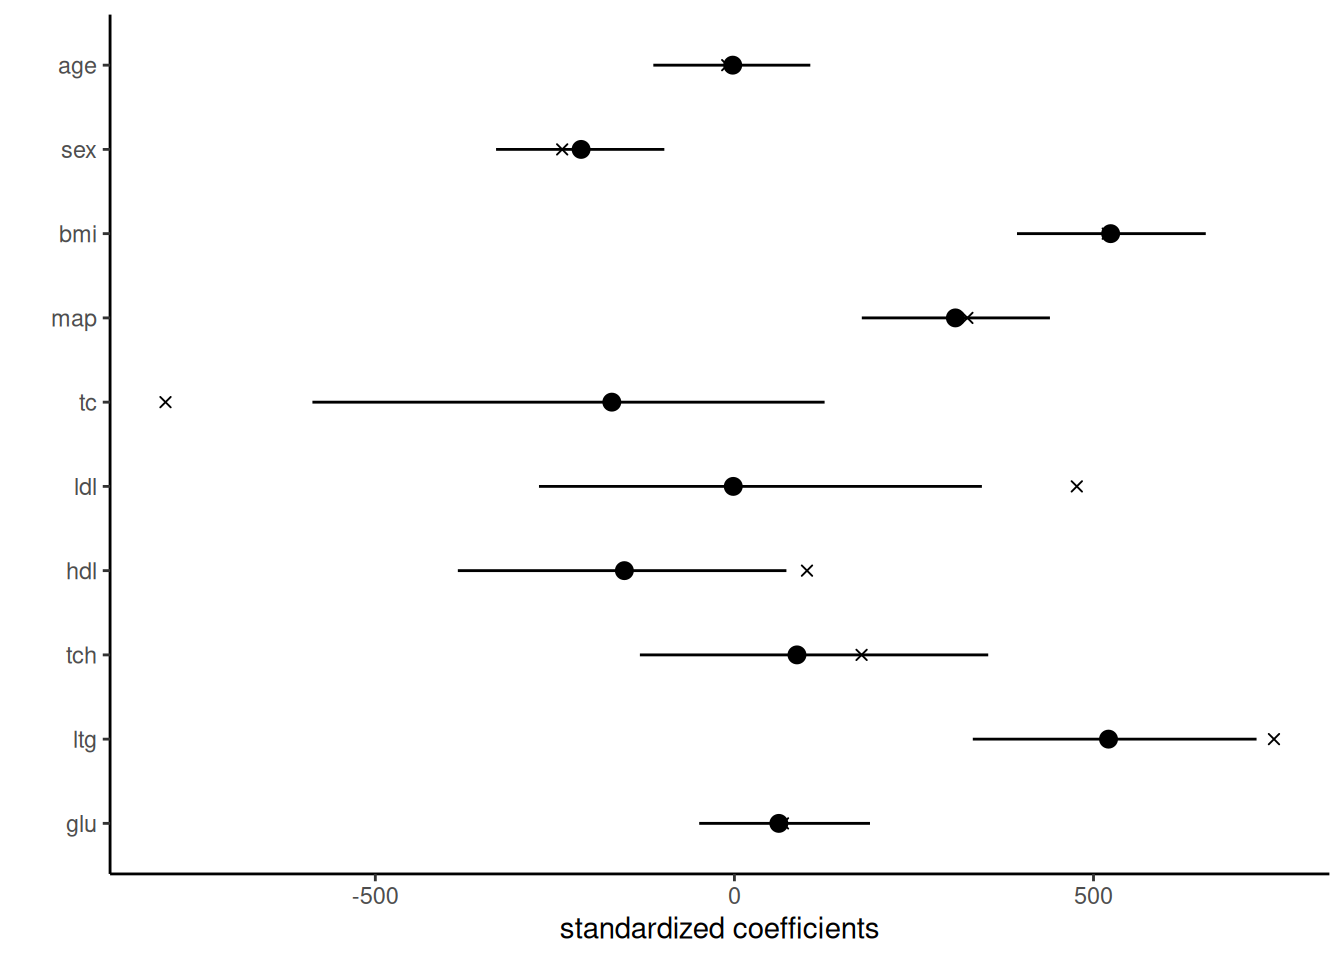 age
sex
bmi
map
tc
ldl
hdl
tch
ltg
glu
-500 0 500
standardized coefficients